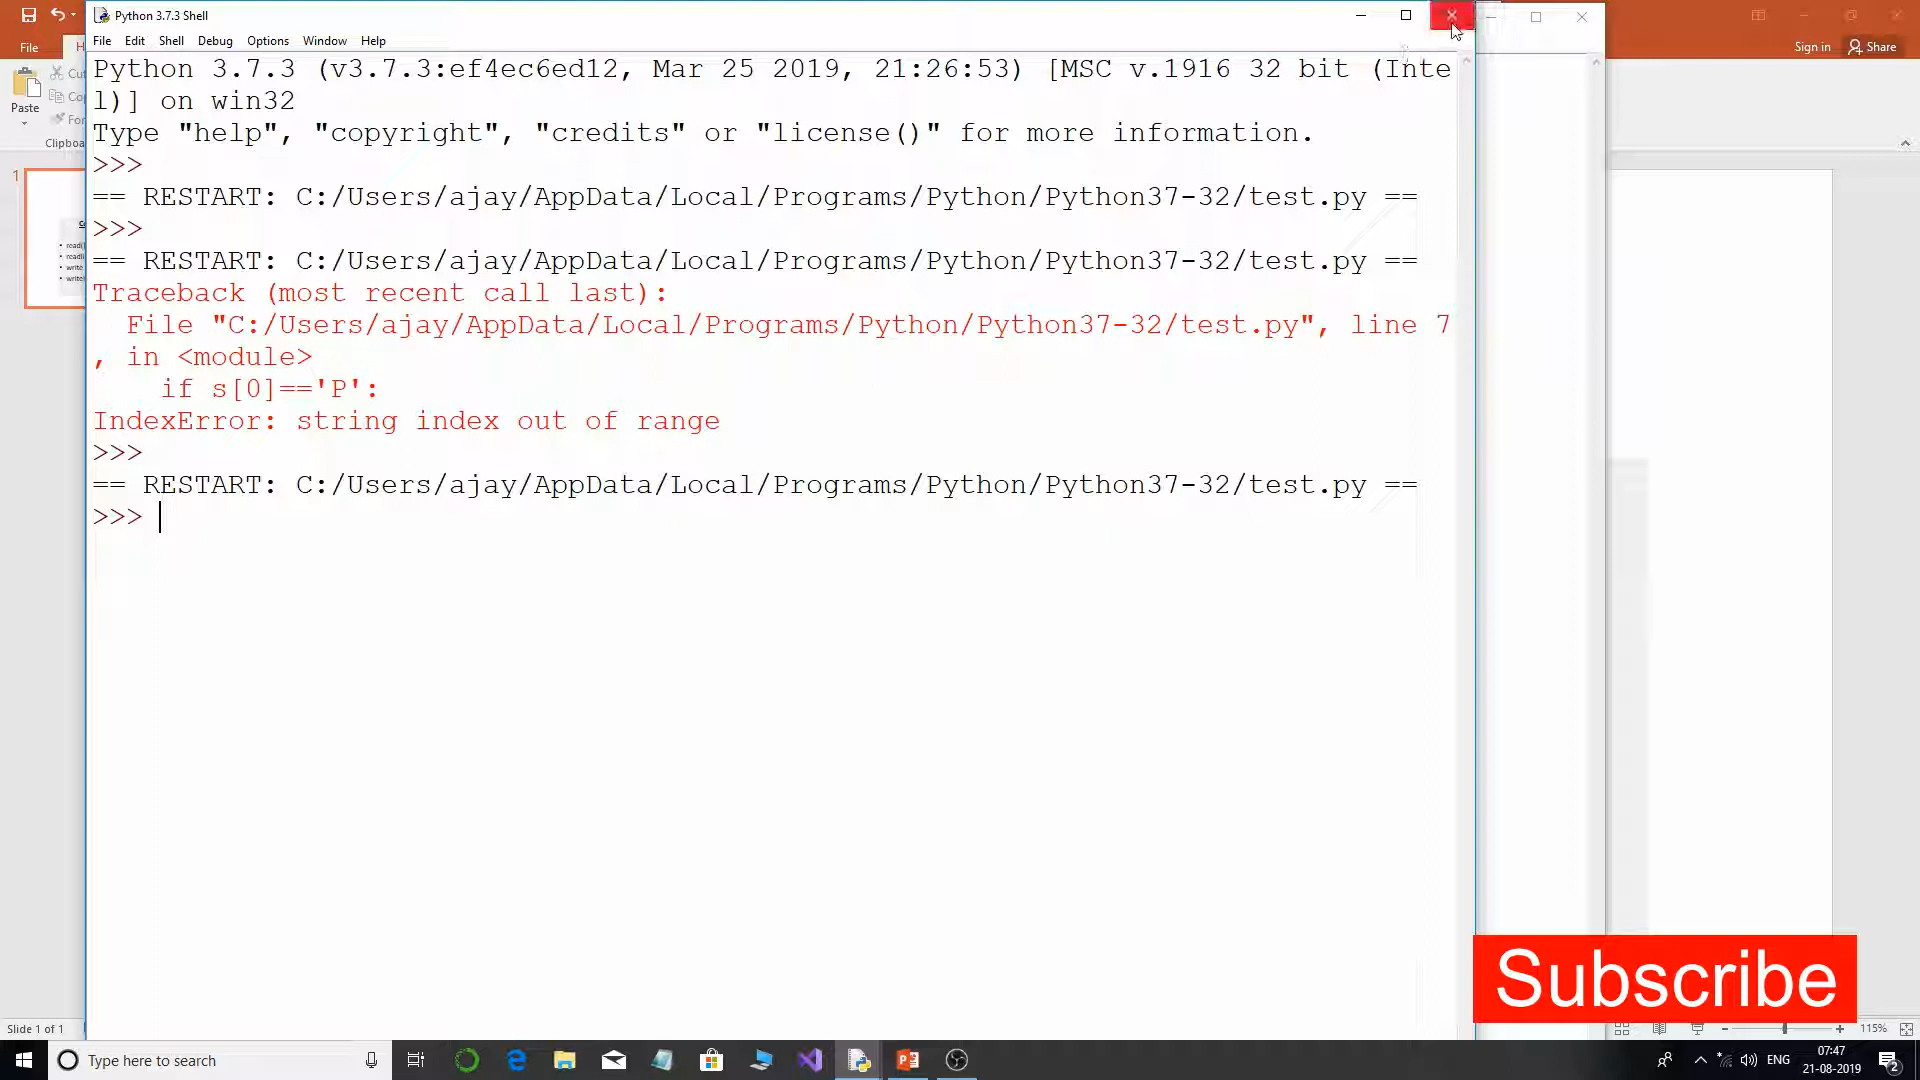 Python 3.7.3 Shell
File Edit Shell Debug Options Window Help
Python 3.7.3 (v3.7.3:ef4ec6ed12, Mar 25 2019, 21:26:53) [MSC v.1916 32 bit (Inte
l)] on win32
Type "help", "copyright", "credits" or "license()" for more information.
>>>
== RESTART: C:/Users/ajay/AppData/Local/Programs/Python/Python37-32/test.py ==
>>>
== RESTART: C:/Users/ajay/AppData/Local/Programs/Python/Python37-32/test.py ==
Traceback (most recent call last):
  File "C:/Users/ajay/AppData/Local/Programs/Python/Python37-32/test.py", line 7
, in <module>
    if s[0]=='P':
IndexError: string index out of range
>>>
== RESTART: C:/Users/ajay/AppData/Local/Programs/Python/Python37-32/test.py ==
>>>
File
Sign in Share
Paste
Clipboa
1
Subscribe
Slide 1 of 1
115%
Type here to search
ENG
07:47
21-08-2019
2